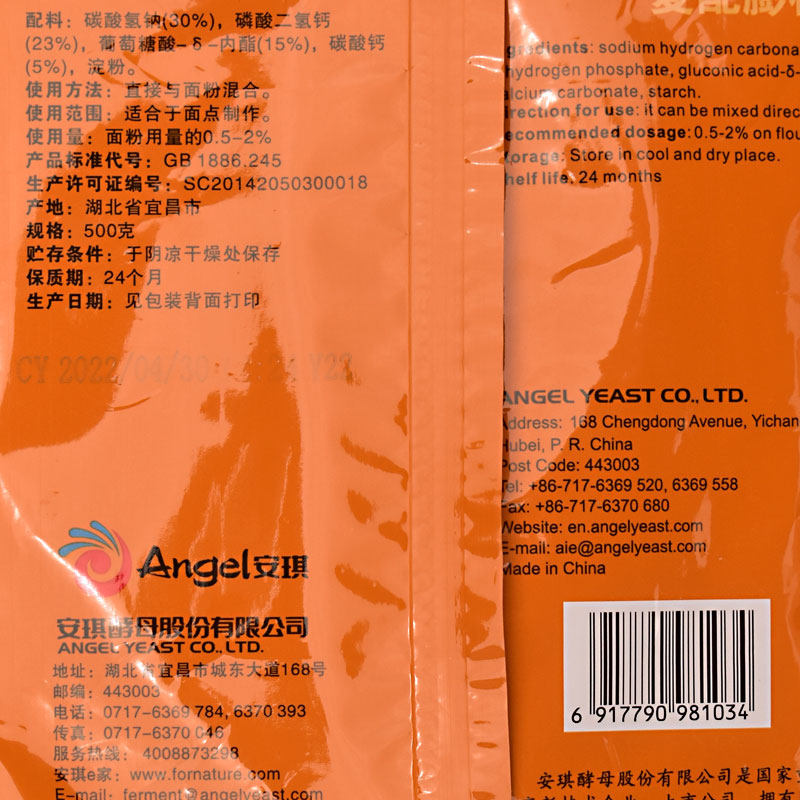 配料：碳酸氢钠(30%)，磷酸二氢钙
(23%)，葡萄糖酸-δ-内酯(15%)，碳酸钙
(5%)，淀粉。
使用方法：直接与面粉混合。
使用范围：适合于面点制作。
使用量：面粉用量的0.5-2%
产品标准代号：GB 1886.245
生产许可证编号：SC20142050300018
产地：湖北省宜昌市
规格：500克
贮存条件：于阴凉干燥处保存
保质期：24个月
生产日期：见包装背面打印
CY 2022/04/30
Y22
Angel安琪
安琪酵母股份有限公司
ANGEL YEAST CO., LTD.
地址：湖北省宜昌市城东大道168号
邮编：443003
电话：0717-6369 784, 6370 393
传真：0717-6370 046
服务热线：4008873298
安琪e家：www.fornature.com
E-mail: ferment@angelyeast.com
gredients: sodium hydrogen carbona
hydrogen phosphate, gluconic acid-δ-
alcium carbonate, starch.
irection for use: it can be mixed direc
ecommended dosage: 0.5-2% on flou
torage: Store in cool and dry place.
helf life: 24 months
ANGEL YEAST CO., LTD.
ddress: 168 Chengdong Avenue, Yichan
Hubei, P. R. China
Post Code: 443003
Tel: +86-717-6369 520, 6369 558
Fax: +86-717-6370 680
Website: en.angelyeast.com
E-mail: aie@angelyeast.com
Made in China
6 917790 981034
安琪酵母股份有限公司是国家